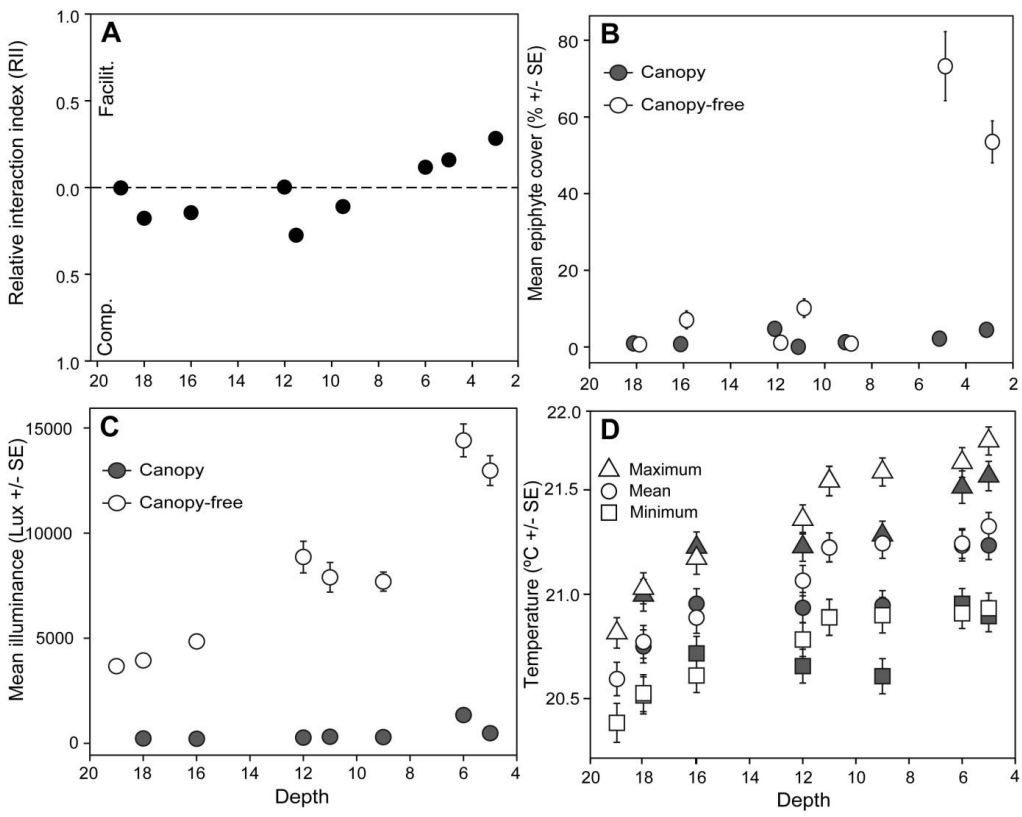 A
Relative interaction index (RII)
Facilit.
Comp.
1.0
0.5
0.0
0.5
1.0
20 18 16 14 12 10 8 6 4 2
B
Mean epiphyte cover (% +/- SE)
Canopy
Canopy-free
80
60
40
20
0
20 18 16 14 12 10 8 6 4 2
C
Mean illuminance (Lux +/- SE)
Canopy
Canopy-free
15000
10000
5000
0
20 18 16 14 12 10 8 6 4
Depth
D
Temperature (ºC +/- SE)
Maximum
Mean
Minimum
22.0
21.5
21.0
20.5
20 18 16 14 12 10 8 6 4
Depth